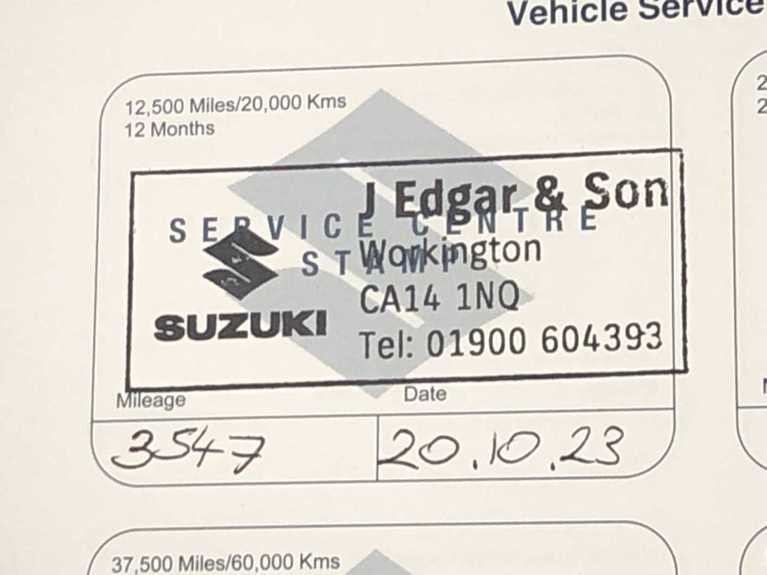 Vehicle Service
12,500 Miles/20,000 Kms
12 Months
J Edgar & Son
SERVICE CENTRE
STAMP
Workington
CA14 1NQ
SUZUKI
Tel: 01900 604393
Mileage
Date
3547
20.10.23
37,500 Miles/60,000 Kms